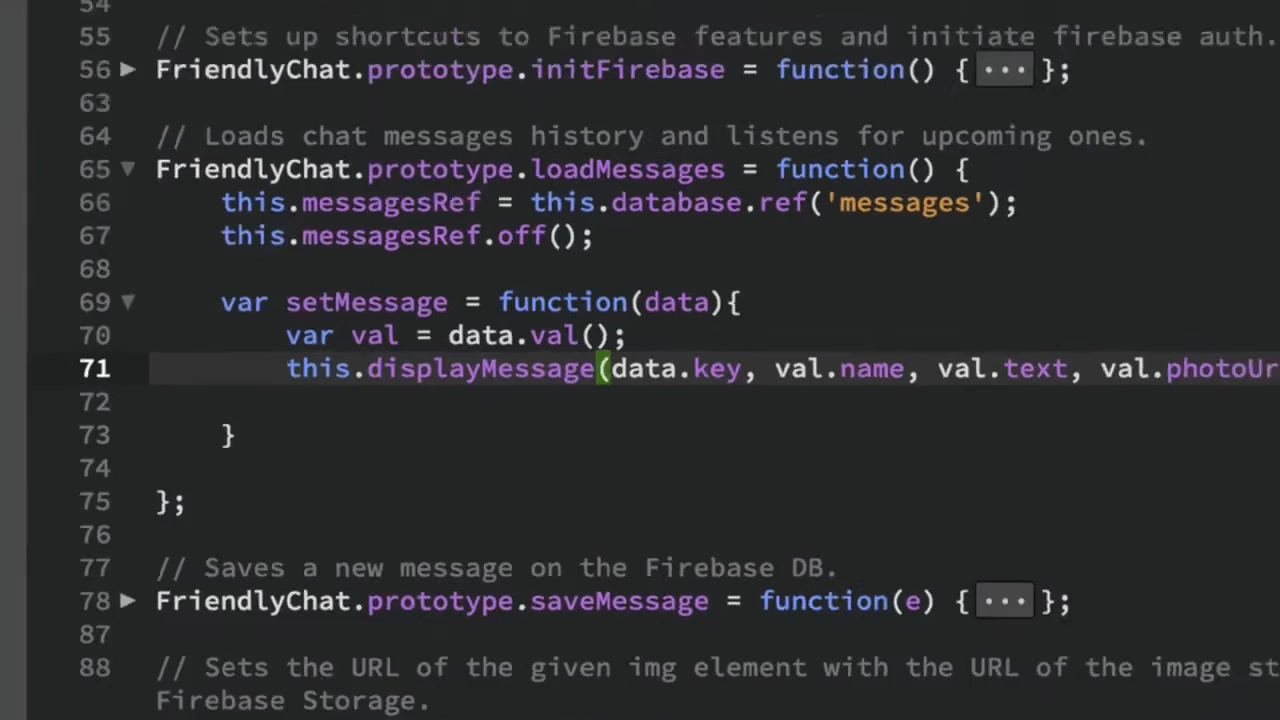 54
55 // Sets up shortcuts to Firebase features and initiate firebase auth.
56 FriendlyChat.prototype.initFirebase = function() { ··· };
63
64 // Loads chat messages history and listens for upcoming ones.
65 FriendlyChat.prototype.loadMessages = function() {
66 this.messagesRef = this.database.ref('messages');
67 this.messagesRef.off();
68
69 var setMessage = function(data){
70 var val = data.val();
71 this.displayMessage(data.key, val.name, val.text, val.photoUr
72
73 }
74
75 };
76
77 // Saves a new message on the Firebase DB.
78 FriendlyChat.prototype.saveMessage = function(e) { ··· };
87
88 // Sets the URL of the given img element with the URL of the image st
Firebase Storage.